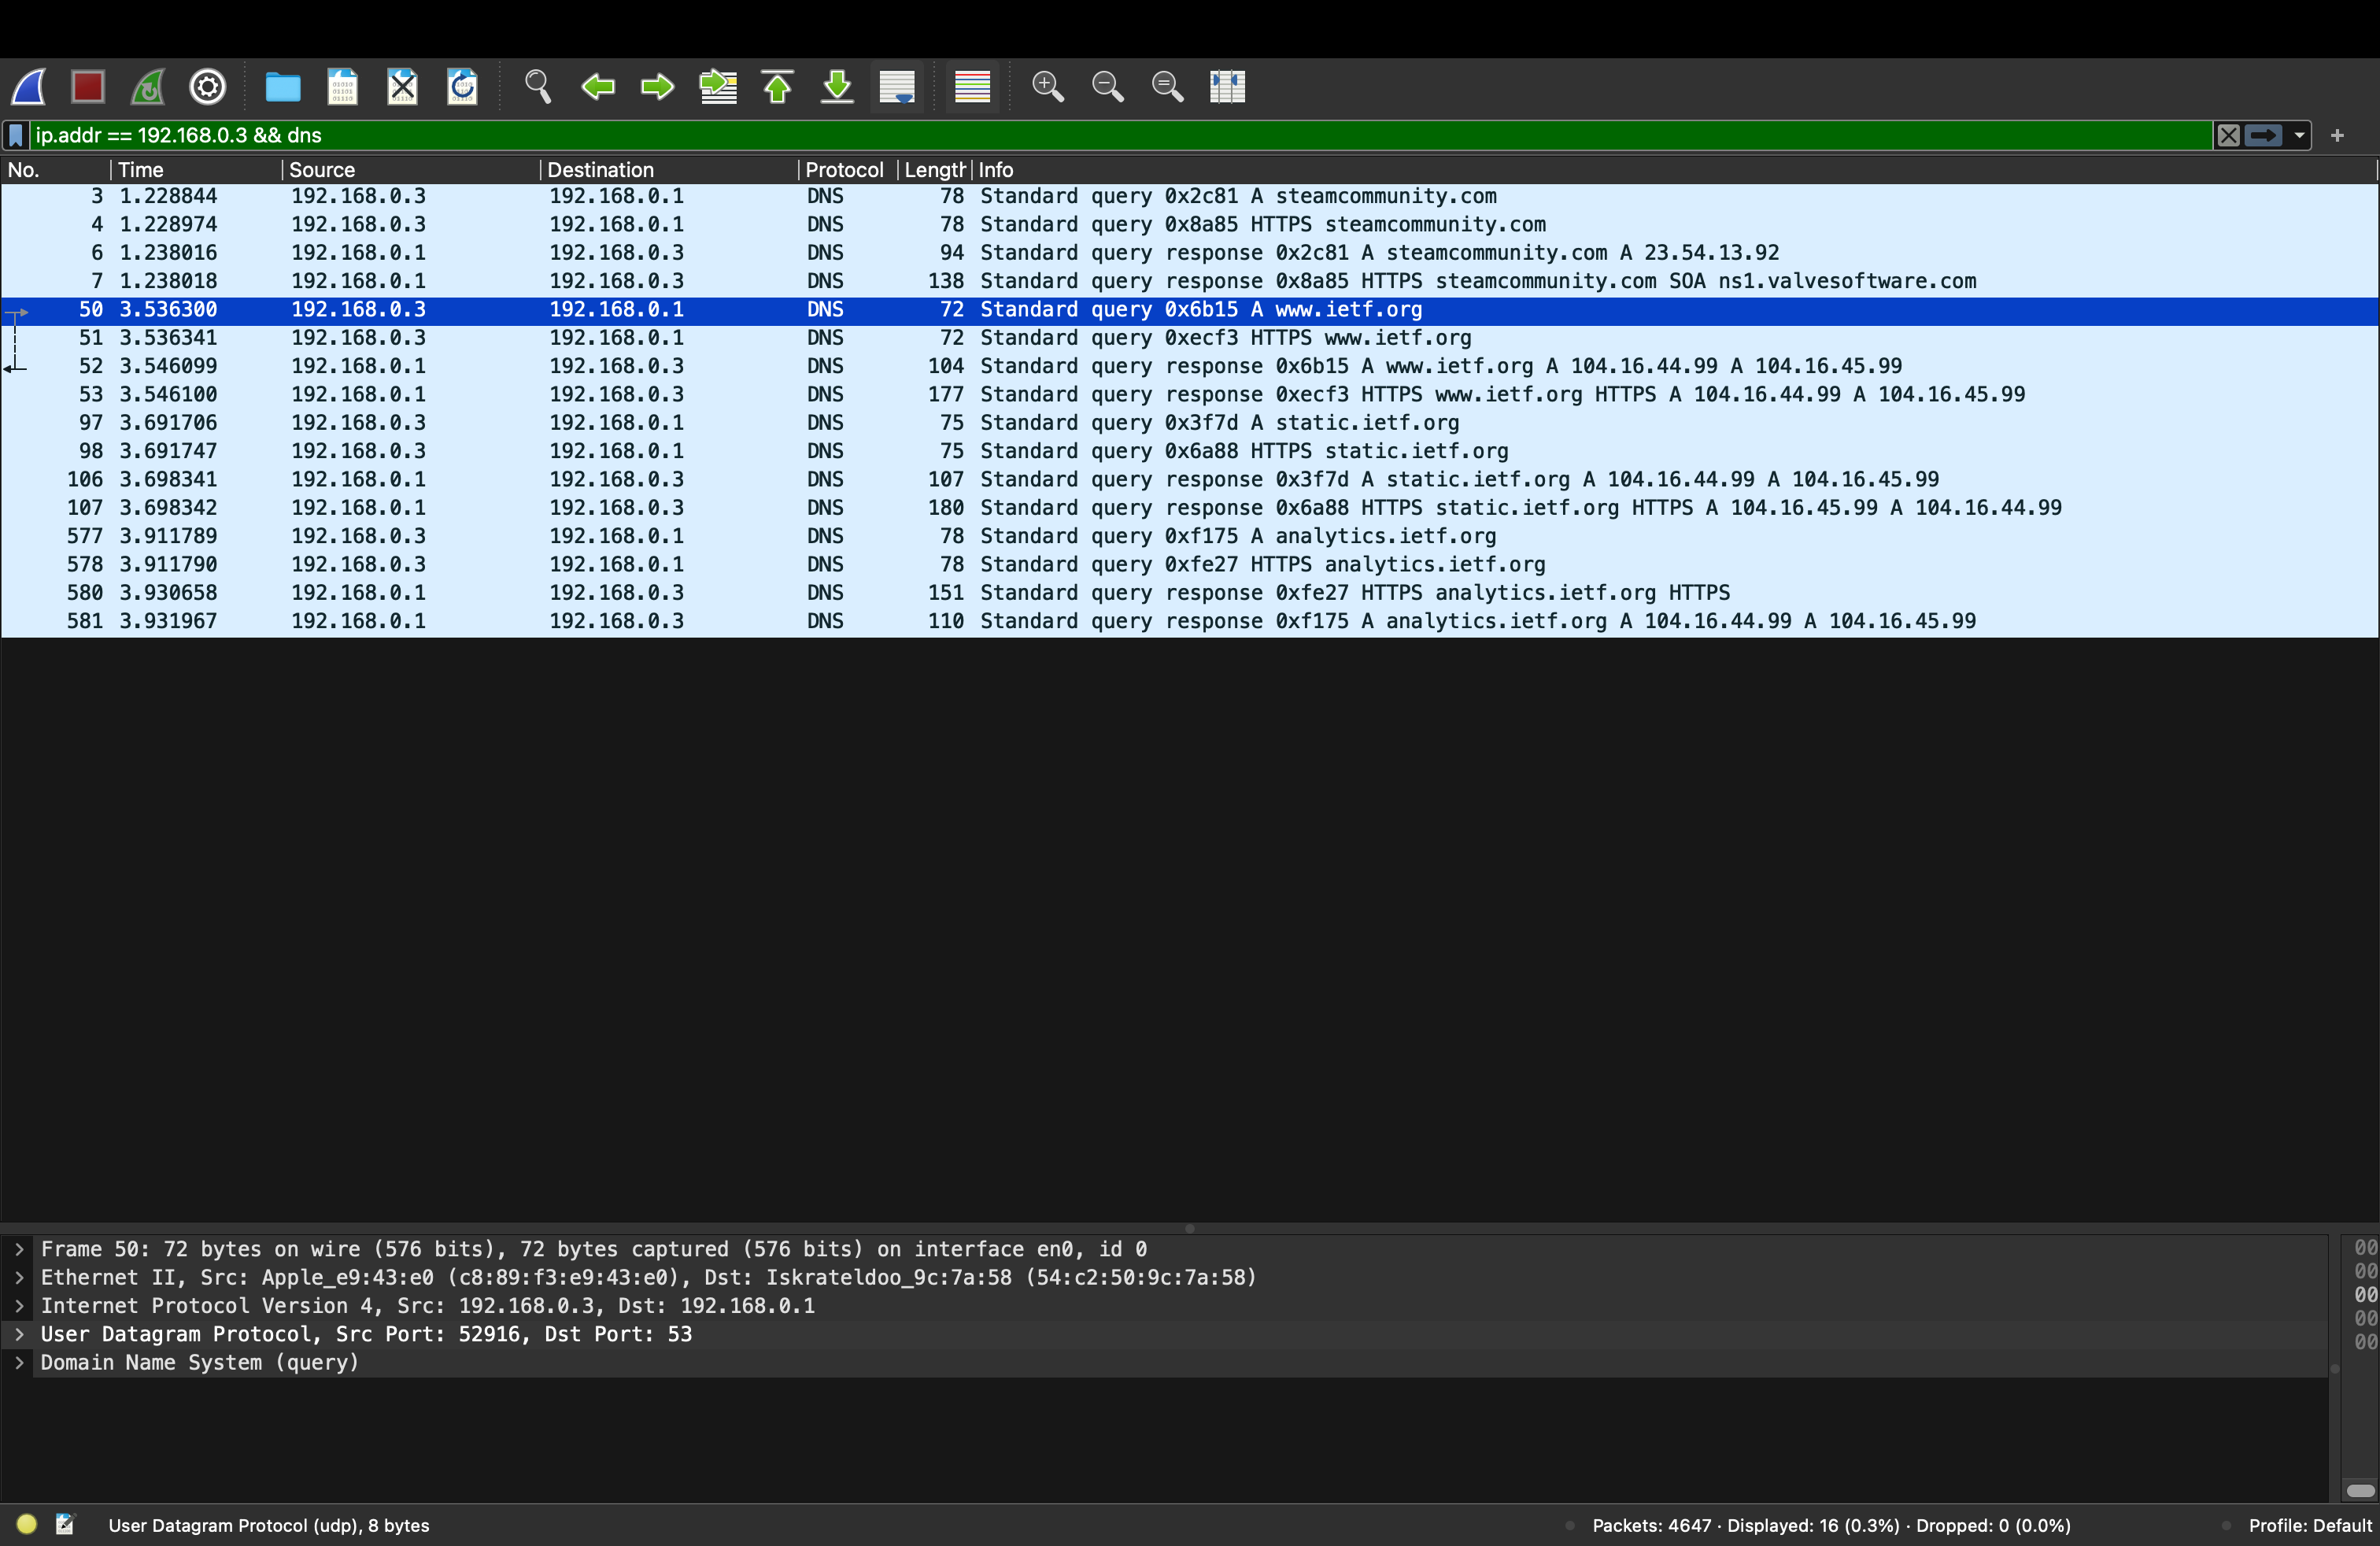 ip.addr == 192.168.0.3 && dns
No. Time Source Destination Protocol Length Info
3 1.228844 192.168.0.3 192.168.0.1 DNS 78 Standard query 0x2c81 A steamcommunity.com
4 1.228974 192.168.0.3 192.168.0.1 DNS 78 Standard query 0x8a85 HTTPS steamcommunity.com
6 1.238016 192.168.0.1 192.168.0.3 DNS 94 Standard query response 0x2c81 A steamcommunity.com A 23.54.13.92
7 1.238018 192.168.0.1 192.168.0.3 DNS 138 Standard query response 0x8a85 HTTPS steamcommunity.com SOA ns1.valvesoftware.com
50 3.536300 192.168.0.3 192.168.0.1 DNS 72 Standard query 0x6b15 A www.ietf.org
51 3.536341 192.168.0.3 192.168.0.1 DNS 72 Standard query 0xecf3 HTTPS www.ietf.org
52 3.546099 192.168.0.1 192.168.0.3 DNS 104 Standard query response 0x6b15 A www.ietf.org A 104.16.44.99 A 104.16.45.99
53 3.546100 192.168.0.1 192.168.0.3 DNS 177 Standard query response 0xecf3 HTTPS www.ietf.org HTTPS A 104.16.44.99 A 104.16.45.99
97 3.691706 192.168.0.3 192.168.0.1 DNS 75 Standard query 0x3f7d A static.ietf.org
98 3.691747 192.168.0.3 192.168.0.1 DNS 75 Standard query 0x6a88 HTTPS static.ietf.org
106 3.698341 192.168.0.1 192.168.0.3 DNS 107 Standard query response 0x3f7d A static.ietf.org A 104.16.44.99 A 104.16.45.99
107 3.698342 192.168.0.1 192.168.0.3 DNS 180 Standard query response 0x6a88 HTTPS static.ietf.org HTTPS A 104.16.45.99 A 104.16.44.99
577 3.911789 192.168.0.3 192.168.0.1 DNS 78 Standard query 0xf175 A analytics.ietf.org
578 3.911790 192.168.0.3 192.168.0.1 DNS 78 Standard query 0xfe27 HTTPS analytics.ietf.org
580 3.930658 192.168.0.1 192.168.0.3 DNS 151 Standard query response 0xfe27 HTTPS analytics.ietf.org HTTPS
581 3.931967 192.168.0.1 192.168.0.3 DNS 110 Standard query response 0xf175 A analytics.ietf.org A 104.16.44.99 A 104.16.45.99
Frame 50: 72 bytes on wire (576 bits), 72 bytes captured (576 bits) on interface en0, id 0
00
Ethernet II, Src: Apple_e9:43:e0 (c8:89:f3:e9:43:e0), Dst: Iskrateldoo_9c:7a:58 (54:c2:50:9c:7a:58)
00
Internet Protocol Version 4, Src: 192.168.0.3, Dst: 192.168.0.1
00
User Datagram Protocol, Src Port: 52916, Dst Port: 53
00
Domain Name System (query)
00
User Datagram Protocol (udp), 8 bytes
Packets: 4647 · Displayed: 16 (0.3%) · Dropped: 0 (0.0%)
Profile: Default